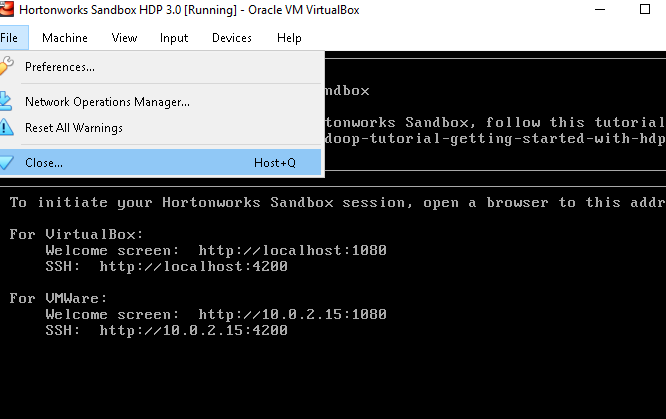 Hortonworks Sandbox HDP 3.0 [Running] - Oracle VM VirtualBox
File Machine View Input Devices Help
Preferences...
Network Operations Manager...
Reset All Warnings
Close... Host+Q
ndbox
tonworks Sandbox, follow this tutorial
doop-tutorial-getting-started-with-hdp
To initiate your Hortonworks Sandbox session, open a browser to this addr
For VirtualBox:
Welcome screen: http://localhost:1080
SSH: http://localhost:4200
For VMWare:
Welcome screen: http://10.0.2.15:1080
SSH: http://10.0.2.15:4200